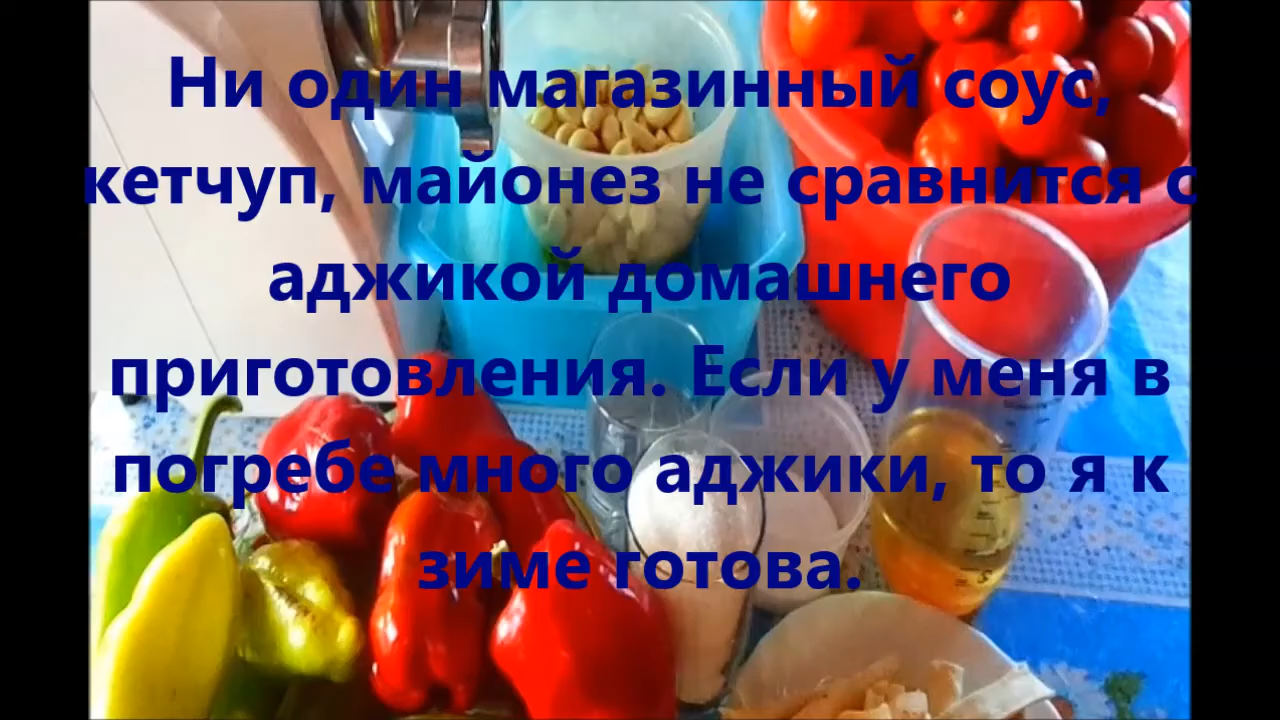 Ни один магазинный соус,
кетчуп, майонез не сравнится с
аджикой домашнего
приготовления. Если у меня в
погребе много аджики, то я к
зиме готова.